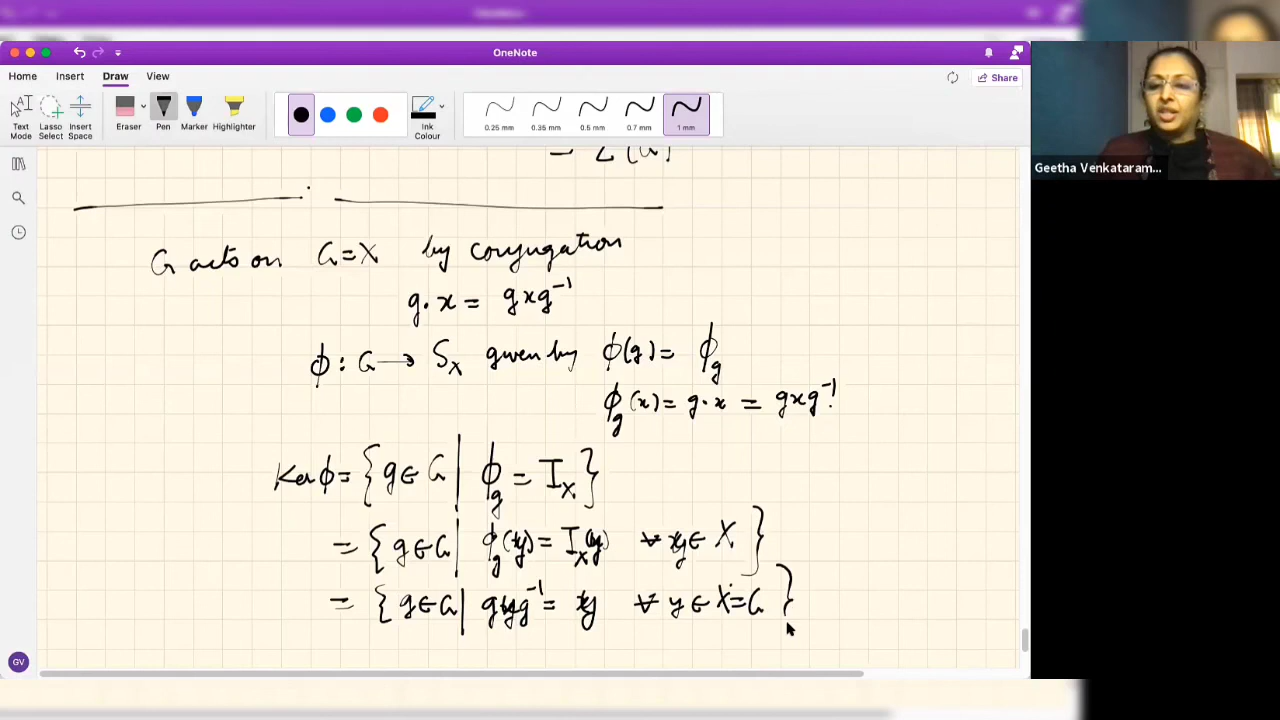 OneNote
Home Insert Draw View
Share
Text Mode
Lasso Select
Insert Space
Eraser
Pen
Marker
Highlighter
Ink Colour
0.25 mm
0.35 mm
0.5 mm
0.7 mm
1 mm
Geetha Venkataram...
= Z(G)
G acts on G=X by conjugation
g·x = gxg⁻¹
ϕ: G → S_X given by ϕ(g) = ϕ_g
ϕ_g(x) = g·x = gxg⁻¹.
Ker ϕ = {g∈G | ϕ_g = I_X}
= {g∈G | ϕ_g(y) = I_X(y) ∀ y∈X}
= {g∈G | gyg⁻¹ = y ∀ y∈X=G}
GV